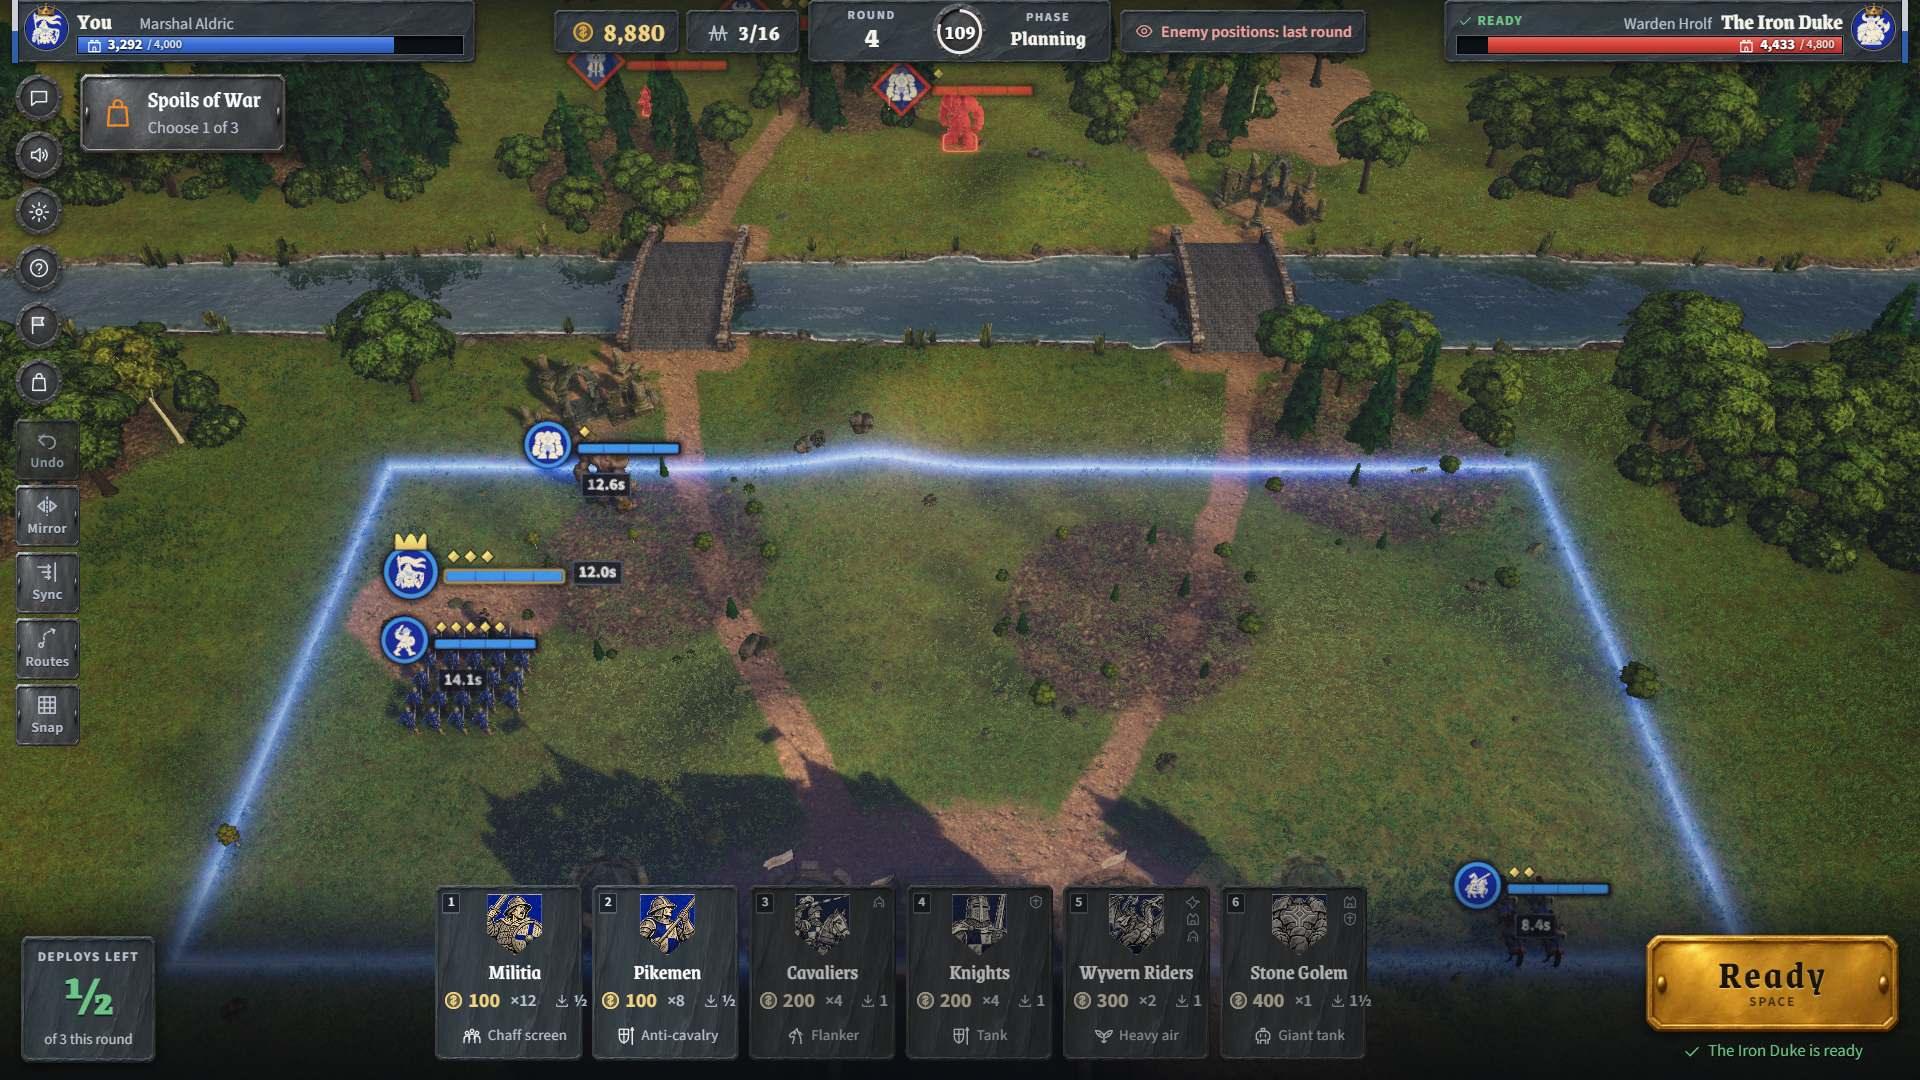 You
Marshal Aldric
3,292 / 4,000
8,880
3/16
ROUND
4
109
PHASE
Planning
Enemy positions: last round
READY
Warden Hrolf
The Iron Duke
4,433 / 4,800
Spoils of War
Choose 1 of 3
Undo
Mirror
Sync
Routes
Snap
12.6s
12.0s
14.1s
8.4s
DEPLOYS LEFT
½
of 3 this round
1
Militia
100 ×12 ½
Chaff screen
2
Pikemen
100 ×8 ½
Anti-cavalry
3
Cavaliers
200 ×4 1
Flanker
4
Knights
200 ×4 1
Tank
5
Wyvern Riders
300 ×2 1
Heavy air
6
Stone Golem
400 ×1 1½
Giant tank
Ready
SPACE
The Iron Duke is ready